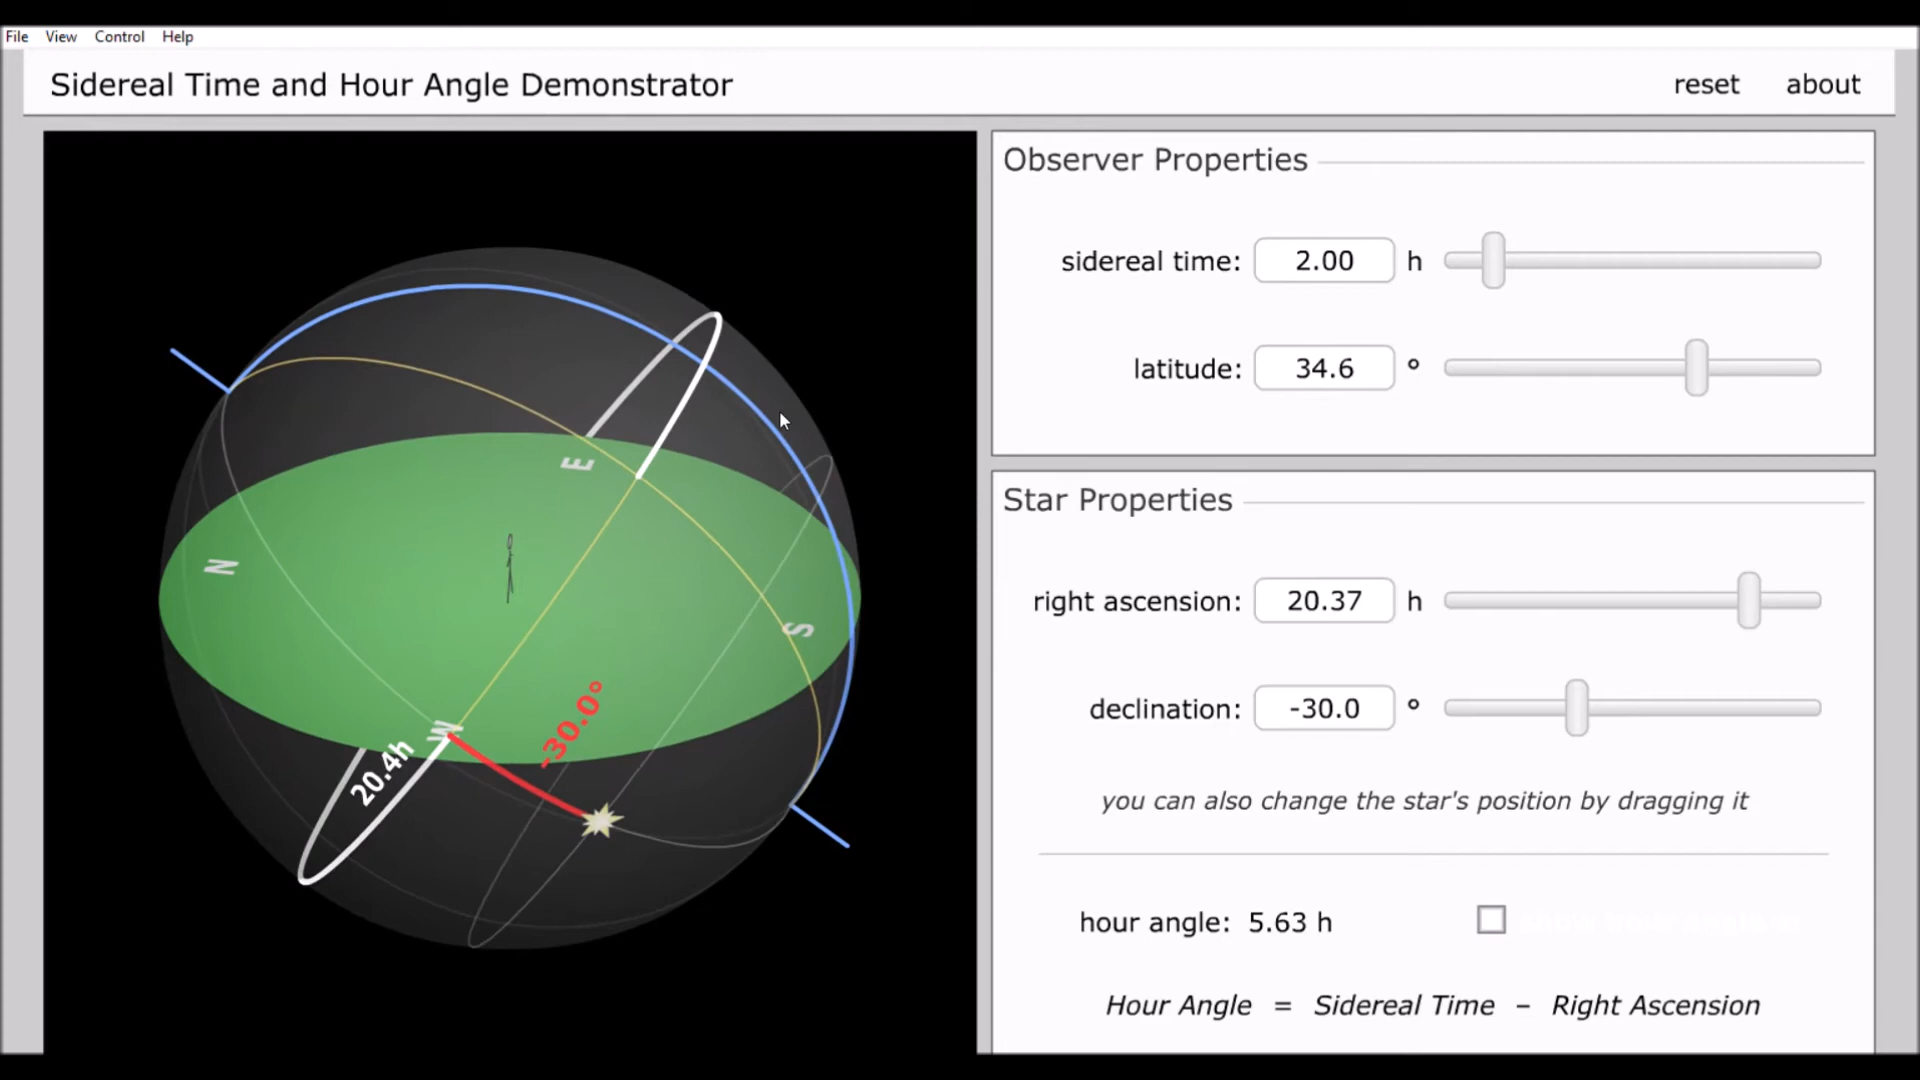 File View Control Help
Sidereal Time and Hour Angle Demonstrator
reset about
Observer Properties
sidereal time: 2.00 h
latitude: 34.6 °
Star Properties
right ascension: 20.37 h
declination: -30.0 °
you can also change the star's position by dragging it
hour angle: 5.63 h
Hour Angle = Sidereal Time – Right Ascension
E
N
S
W
-30.0°
20.4h